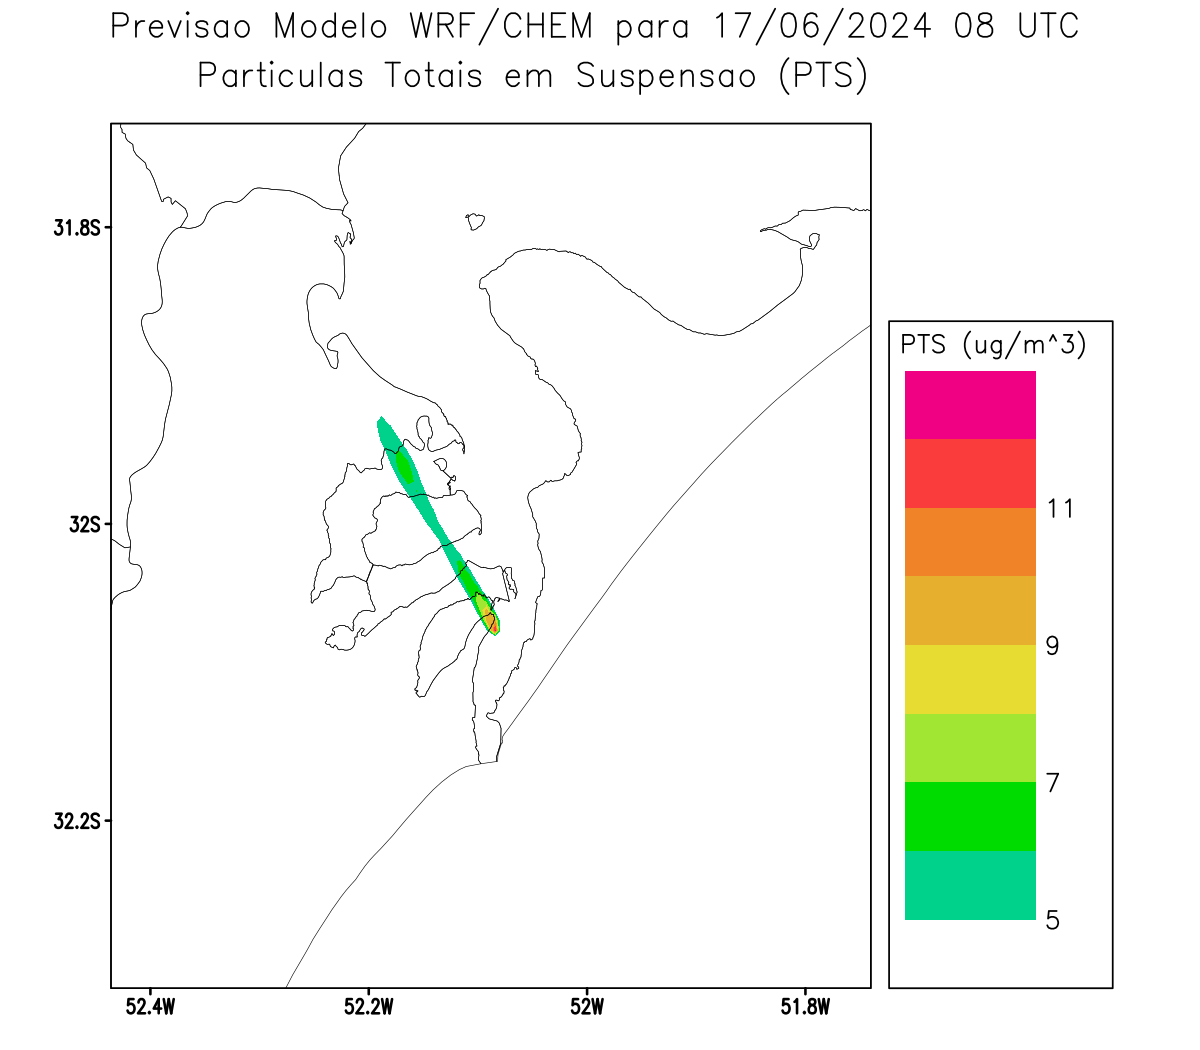 Previsao Modelo WRF/CHEM para 17/06/2024 08 UTC
Particulas Totais em Suspensao (PTS)
31.8S
32S
32.2S
52.4W
52.2W
52W
51.8W
PTS (ug/m^3)
11
9
7
5